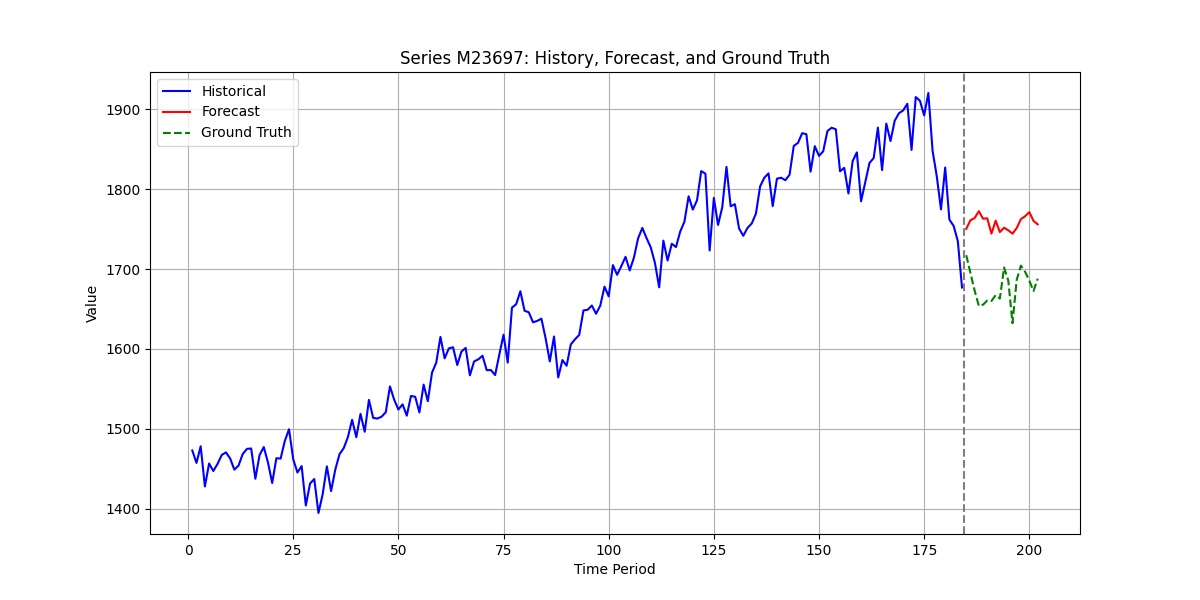 Series M23697: History, Forecast, and Ground Truth
Historical
Forecast
Ground Truth
Value
1900
1800
1700
1600
1500
1400
0 25 50 75 100 125 150 175 200
Time Period